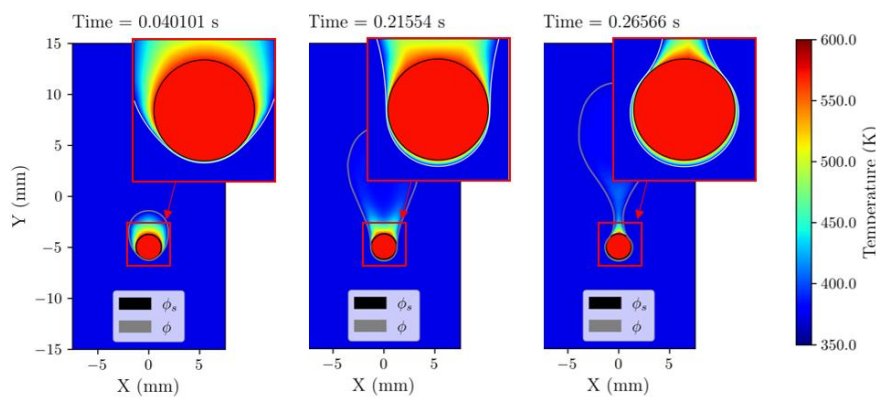 Time = 0.040101 s
Time = 0.21554 s
Time = 0.26566 s
15
10
5
0
−5
−10
−15
Y (mm)
ϕs
ϕ
ϕs
ϕ
ϕs
ϕ
−5 0 5
−5 0 5
−5 0 5
X (mm)
X (mm)
X (mm)
600.0
550.0
500.0
450.0
400.0
350.0
Temperature (K)